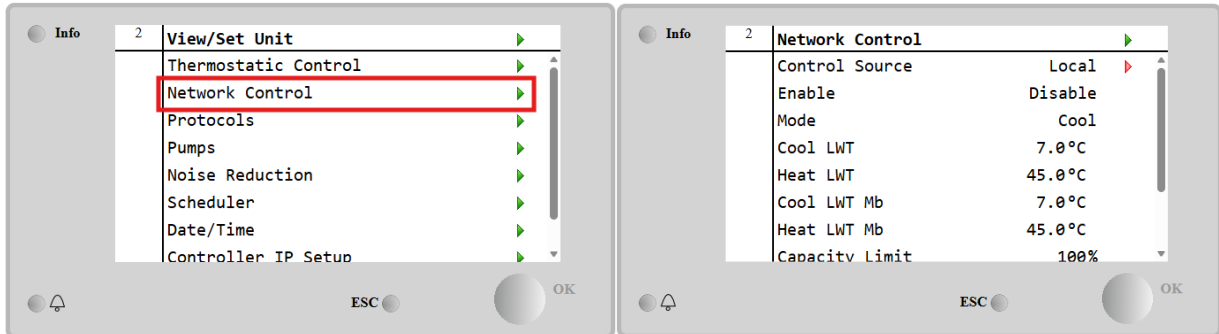 Info
2
View/Set Unit
Thermostatic Control
Network Control
Protocols
Pumps
Noise Reduction
Scheduler
Date/Time
Controller IP Setup
ESC
OK
Info
2
Network Control
Control Source Local
Enable Disable
Mode Cool
Cool LWT 7.0°C
Heat LWT 45.0°C
Cool LWT Mb 7.0°C
Heat LWT Mb 45.0°C
Capacity Limit 100%
ESC
OK